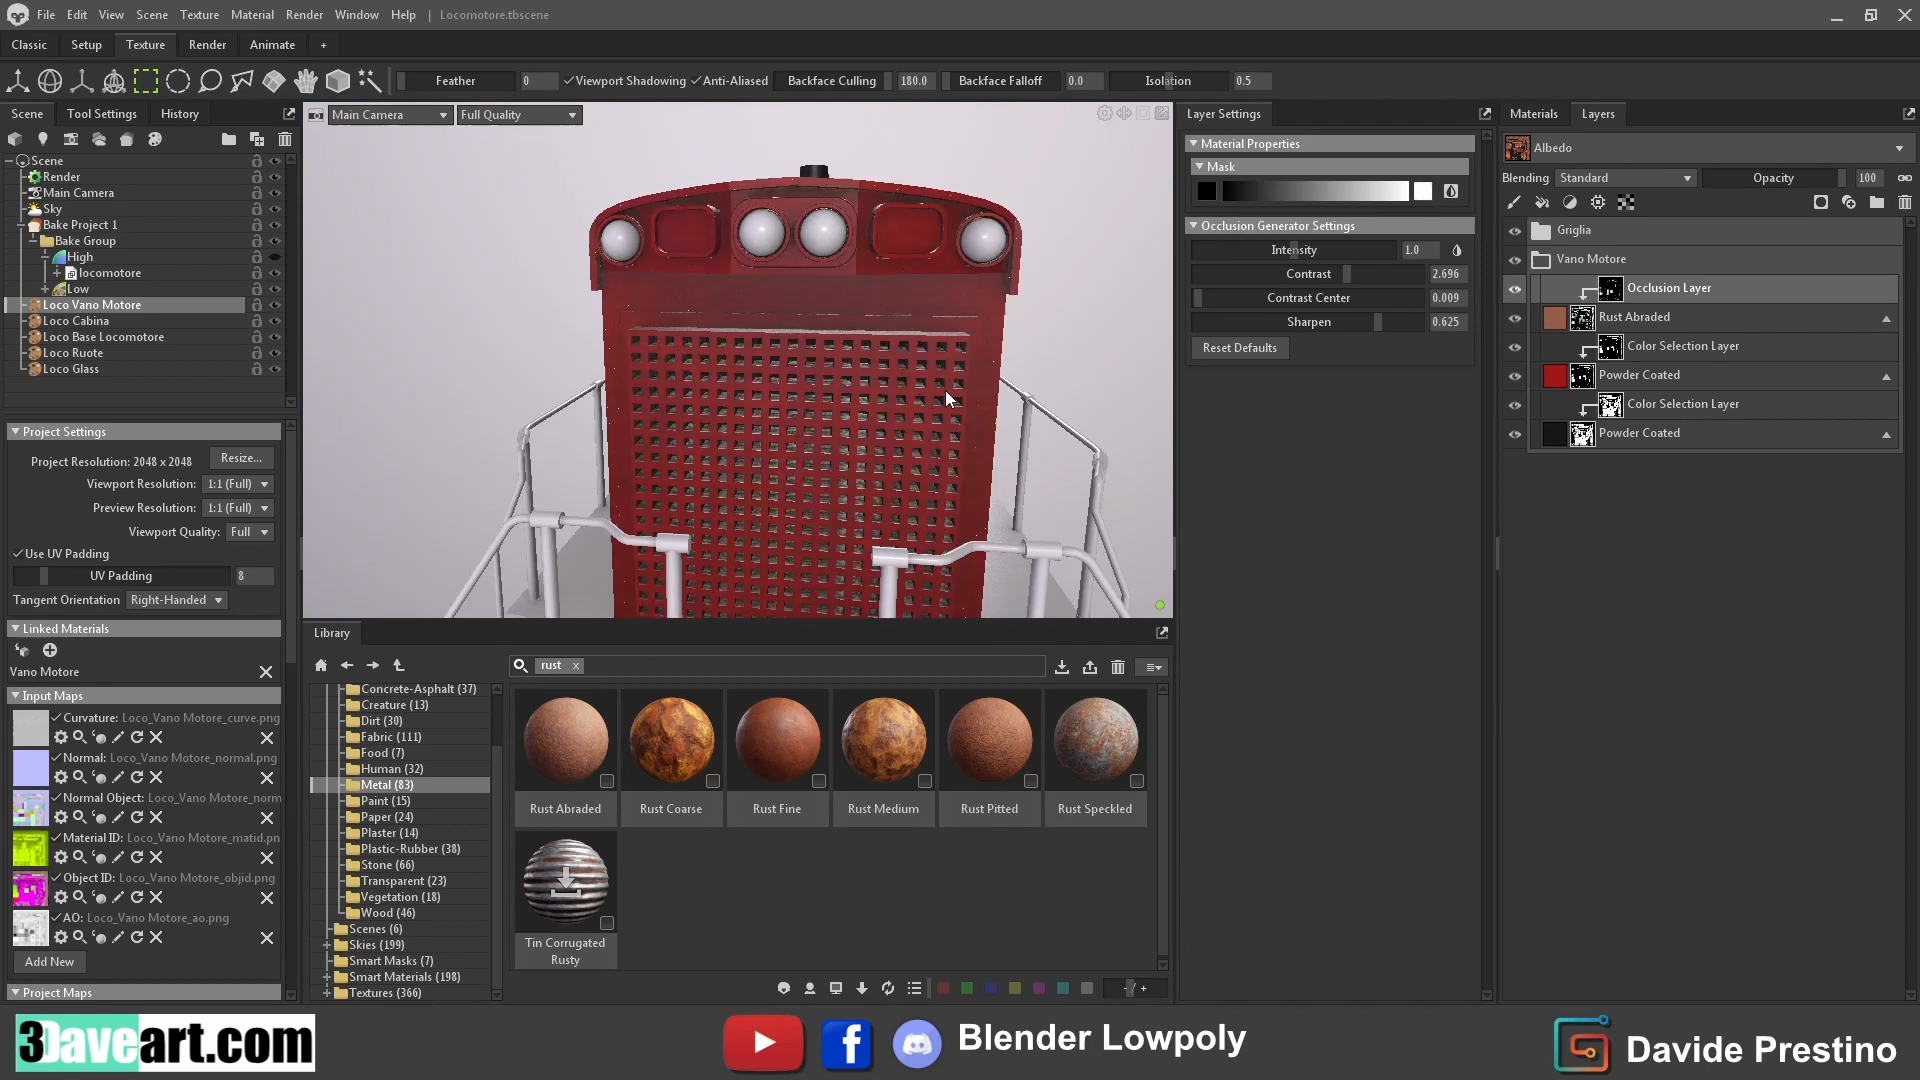 File Edit View Scene Texture Material Render Window Help | Locomotore.tbscene
Classic Setup Texture Render Animate +
Feather 0 Viewport Shadowing Anti-Aliased Backface Culling 180.0 Backface Falloff 0.0 Isolation 0.5
Scene Tool Settings History
Scene
Render
Main Camera
Sky
Bake Project 1
Bake Group
High
locomotore
Low
Loco Vano Motore
Loco Cabina
Loco Base Locomotore
Loco Ruote
Loco Glass
Project Settings
Project Resolution: 2048 x 2048 Resize...
Viewport Resolution: 1:1 (Full)
Preview Resolution: 1:1 (Full)
Viewport Quality: Full
Use UV Padding
UV Padding 8
Tangent Orientation Right-Handed
Linked Materials
Vano Motore
Input Maps
Curvature: Loco_Vano Motore_curve.png
Normal: Loco_Vano Motore_normal.png
Normal Object: Loco_Vano Motore_norm
Material ID: Loco_Vano Motore_matid.pn
Object ID: Loco_Vano Motore_objid.png
AO: Loco_Vano Motore_ao.png
Add New
Project Maps
Main Camera Full Quality
Library
rust x
Concrete-Asphalt (37)
Creature (13)
Dirt (30)
Fabric (111)
Food (7)
Human (32)
Metal (83)
Paint (15)
Paper (24)
Plaster (14)
Plastic-Rubber (38)
Stone (66)
Transparent (23)
Vegetation (18)
Wood (46)
Scenes (6)
Skies (199)
Smart Masks (7)
Smart Materials (198)
Textures (366)
Rust Abraded Rust Coarse Rust Fine Rust Medium Rust Pitted Rust Speckled
Tin Corrugated
Rusty
- / +
Layer Settings
Material Properties
Mask
Occlusion Generator Settings
Intensity 1.0
Contrast 2.696
Contrast Center 0.009
Sharpen 0.625
Reset Defaults
Materials Layers
Albedo
Blending Standard Opacity 100
Griglia
Vano Motore
Occlusion Layer
Rust Abraded
Color Selection Layer
Powder Coated
Color Selection Layer
Powder Coated
3Daveart.com
f
Blender Lowpoly
Davide Prestino